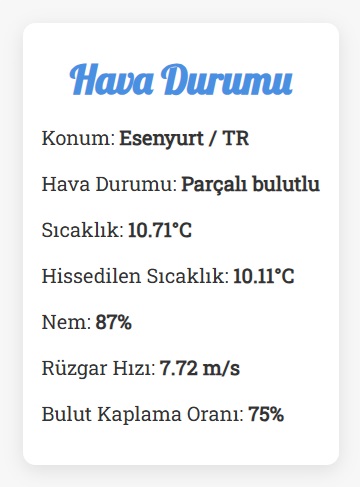 Hava Durumu
Konum: Esenyurt / TR
Hava Durumu: Parçalı bulutlu
Sıcaklık: 10.71°C
Hissedilen Sıcaklık: 10.11°C
Nem: 87%
Rüzgar Hızı: 7.72 m/s
Bulut Kaplama Oranı: 75%